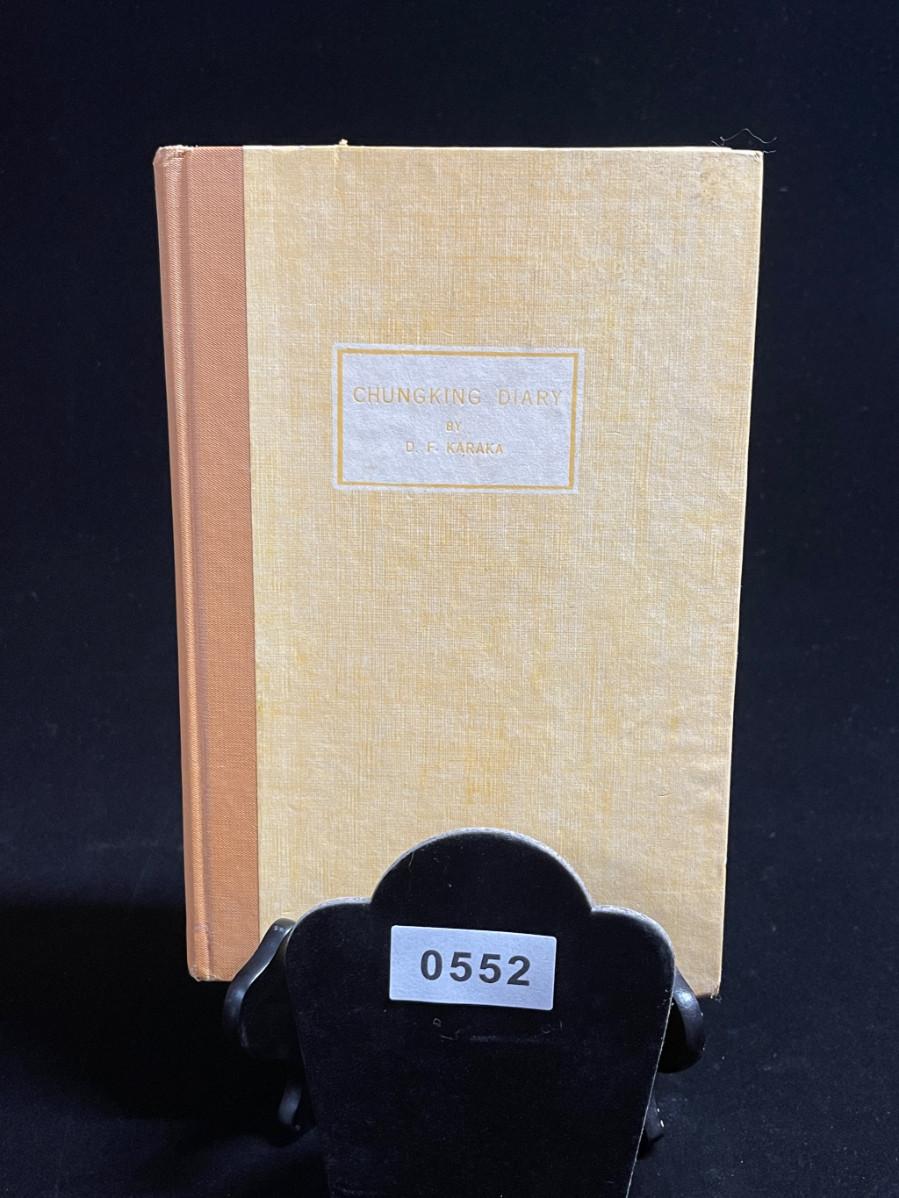 CHUNGKING DIARY
BY
D. F. KARAKA
0552